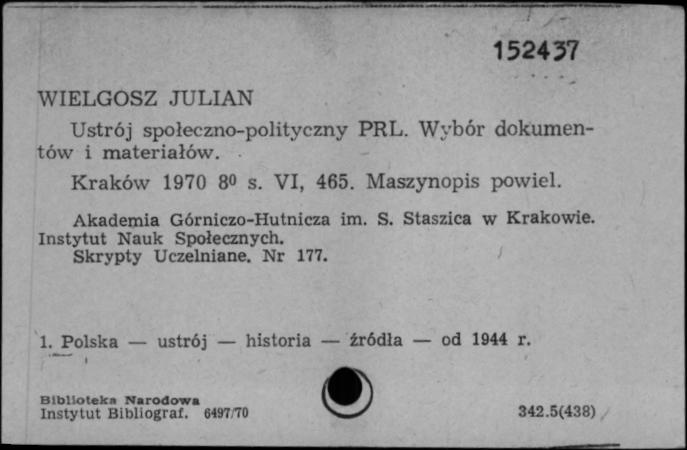 152437
WIELGOSZ JULIAN
Ustrój społeczno-polityczny PRL. Wybór dokumen-
tów i materiałów.
Kraków 1970 8⁰ s. VI, 465. Maszynopis powiel.
Akademia Górniczo-Hutnicza im. S. Staszica w Krakowie.
Instytut Nauk Społecznych.
Skrypty Uczelniane. Nr 177.
1. Polska — ustrój — historia — źródła — od 1944 r.
Biblioteka Narodowa
Instytut Bibliograf. 6497/70
342.5(438)